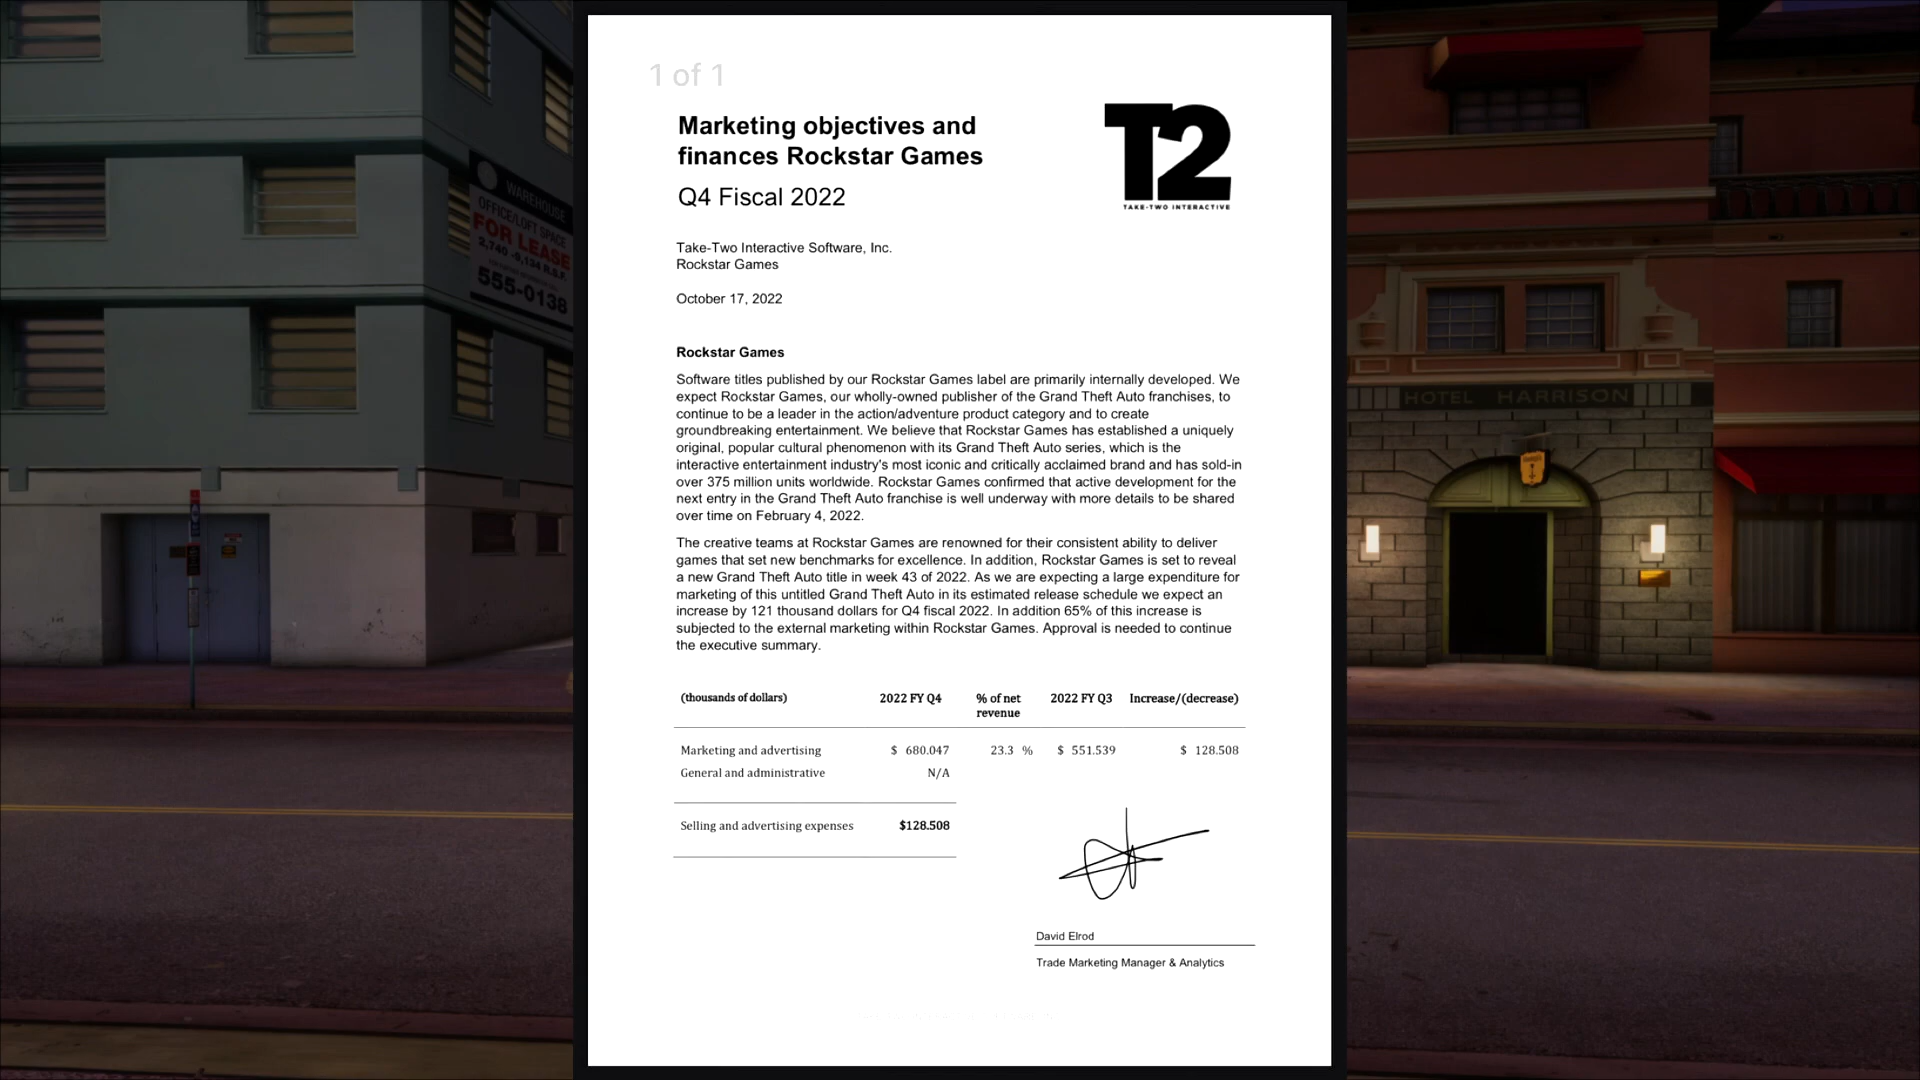 1 of 1
Marketing objectives and
finances Rockstar Games
Q4 Fiscal 2022
T2
TAKE-TWO INTERACTIVE
Take-Two Interactive Software, Inc.
Rockstar Games
October 17, 2022
Rockstar Games
Software titles published by our Rockstar Games label are primarily internally developed. We
expect Rockstar Games, our wholly-owned publisher of the Grand Theft Auto franchises, to
continue to be a leader in the action/adventure product category and to create
groundbreaking entertainment. We believe that Rockstar Games has established a uniquely
original, popular cultural phenomenon with its Grand Theft Auto series, which is the
interactive entertainment industry's most iconic and critically acclaimed brand and has sold-in
over 375 million units worldwide. Rockstar Games confirmed that active development for the
next entry in the Grand Theft Auto franchise is well underway with more details to be shared
over time on February 4, 2022.
The creative teams at Rockstar Games are renowned for their consistent ability to deliver
games that set new benchmarks for excellence. In addition, Rockstar Games is set to reveal
a new Grand Theft Auto title in week 43 of 2022. As we are expecting a large expenditure for
marketing of this untitled Grand Theft Auto in its estimated release schedule we expect an
increase by 121 thousand dollars for Q4 fiscal 2022. In addition 65% of this increase is
subjected to the external marketing within Rockstar Games. Approval is needed to continue
the executive summary.
(thousands of dollars) 2022 FY Q4 % of net revenue 2022 FY Q3 Increase/(decrease)
Marketing and advertising $ 680.047 23.3 % $ 551.539 $ 128.508
General and administrative N/A
Selling and advertising expenses $128.508
David Elrod
Trade Marketing Manager & Analytics
WAREHOUSE
OFFICE/LOFT SPACE
FOR LEASE
2,740 -9,134 R.S.F.
555-0138
HOTEL HARRISON